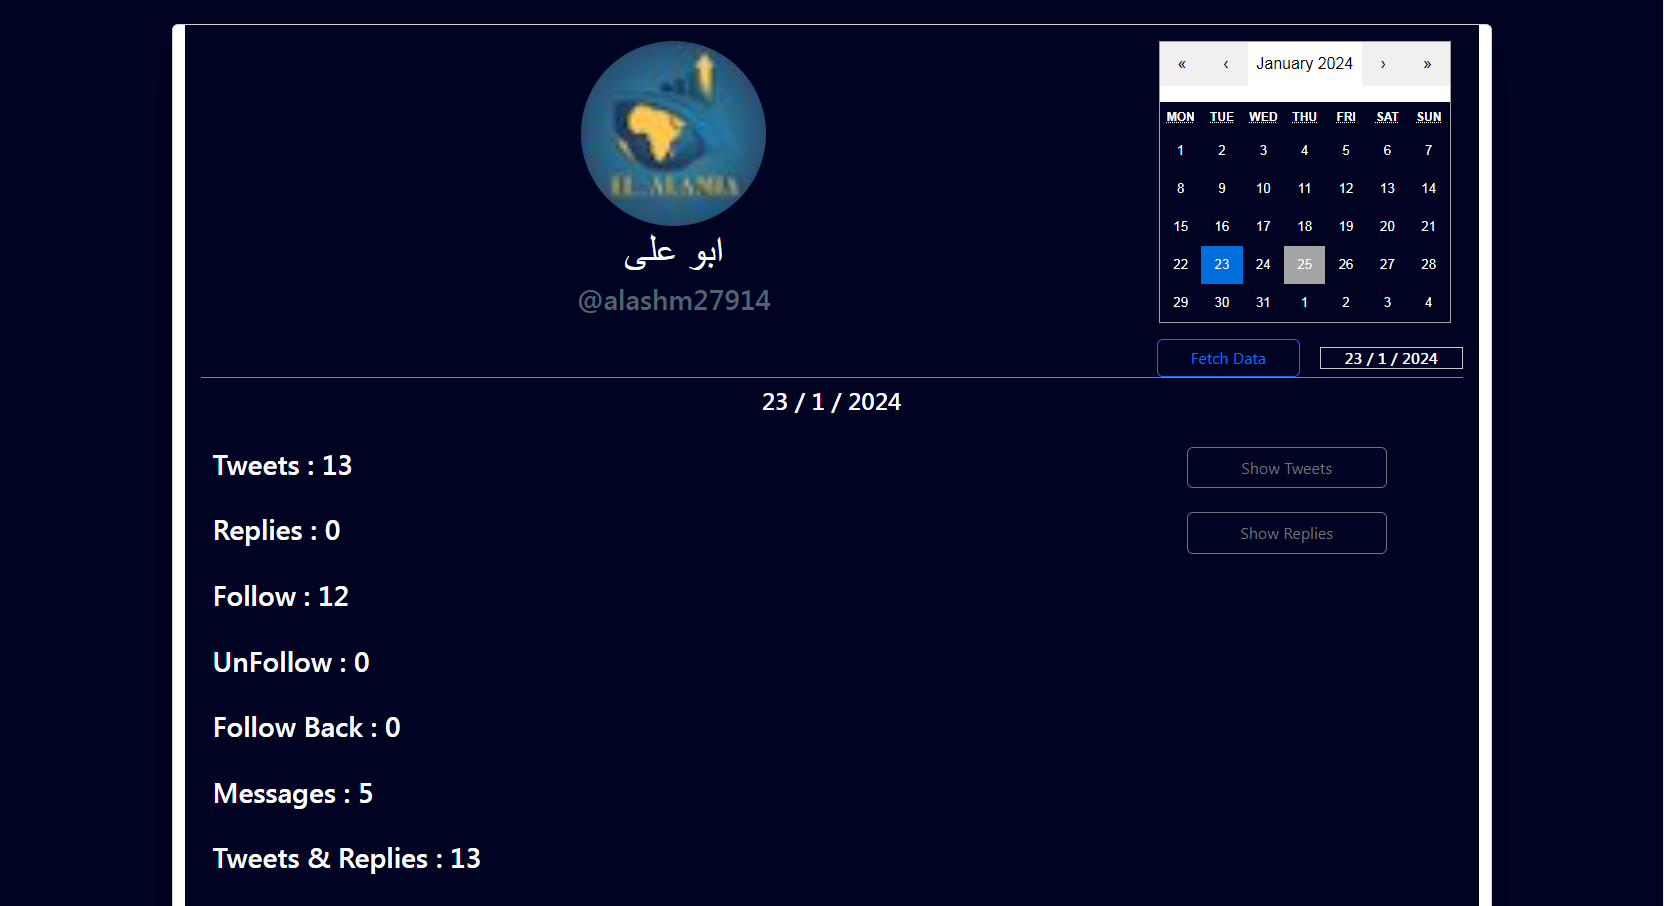 ابو على
@alashm27914
« ‹ January 2024 › »
MON TUE WED THU FRI SAT SUN
1 2 3 4 5 6 7
8 9 10 11 12 13 14
15 16 17 18 19 20 21
22 23 24 25 26 27 28
29 30 31 1 2 3 4
Fetch Data 23 / 1 / 2024
23 / 1 / 2024
Tweets : 13 Show Tweets
Replies : 0 Show Replies
Follow : 12
UnFollow : 0
Follow Back : 0
Messages : 5
Tweets & Replies : 13